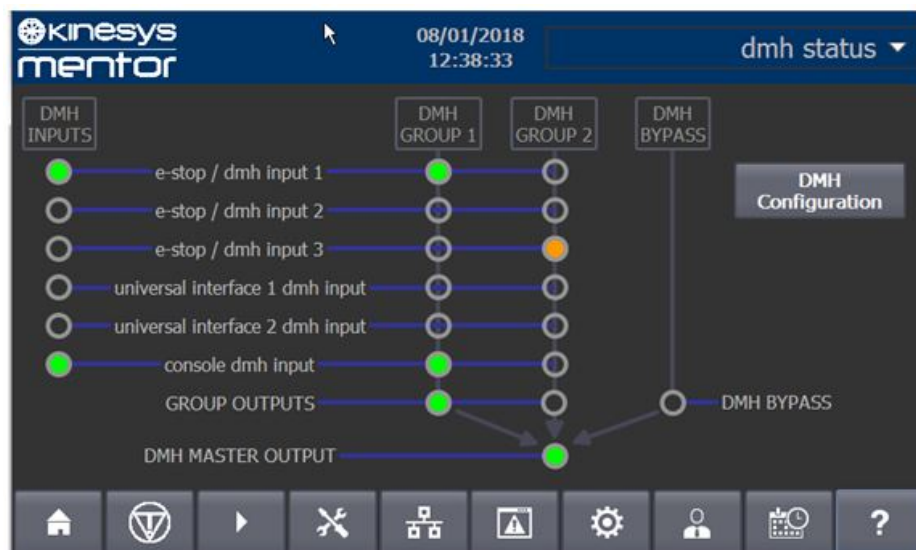 kinesys
mentor
08/01/2018
12:38:33
dmh status
DMH
INPUTS
DMH
GROUP 1
DMH
GROUP 2
DMH
BYPASS
e-stop / dmh input 1
DMH
Configuration
e-stop / dmh input 2
e-stop / dmh input 3
universal interface 1 dmh input
universal interface 2 dmh input
console dmh input
GROUP OUTPUTS
DMH BYPASS
DMH MASTER OUTPUT
?